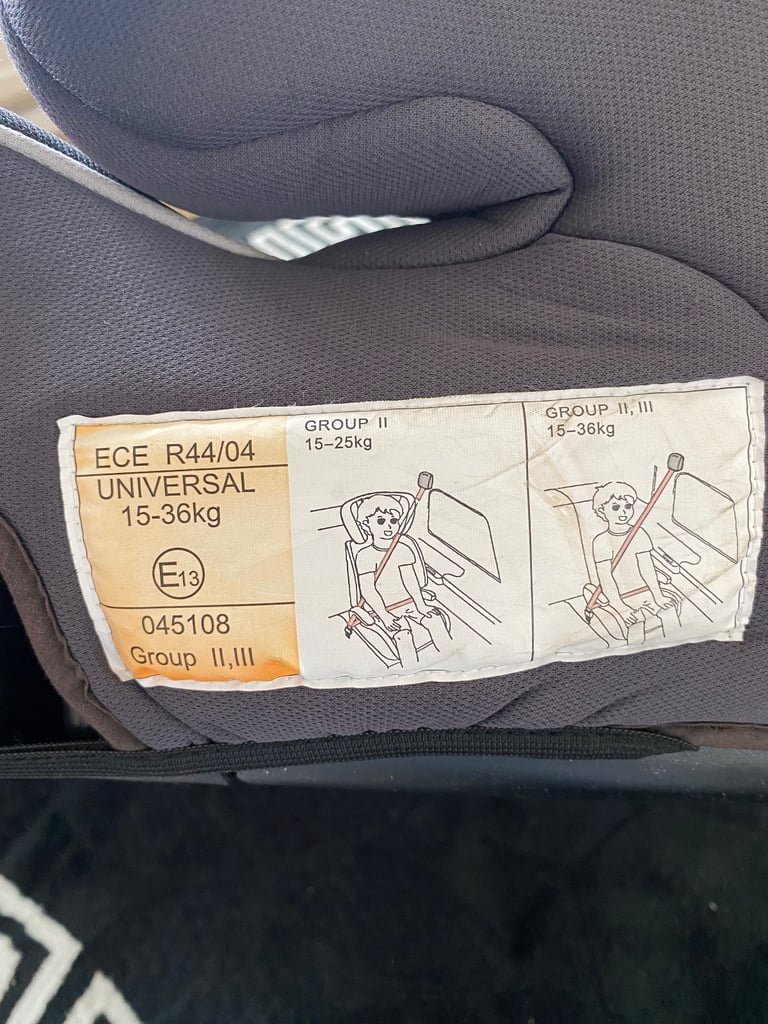 ECE R44/04
UNIVERSAL
15-36kg
E13
045108
Group II,III
GROUP II
15-25kg
GROUP II, III
15-36kg